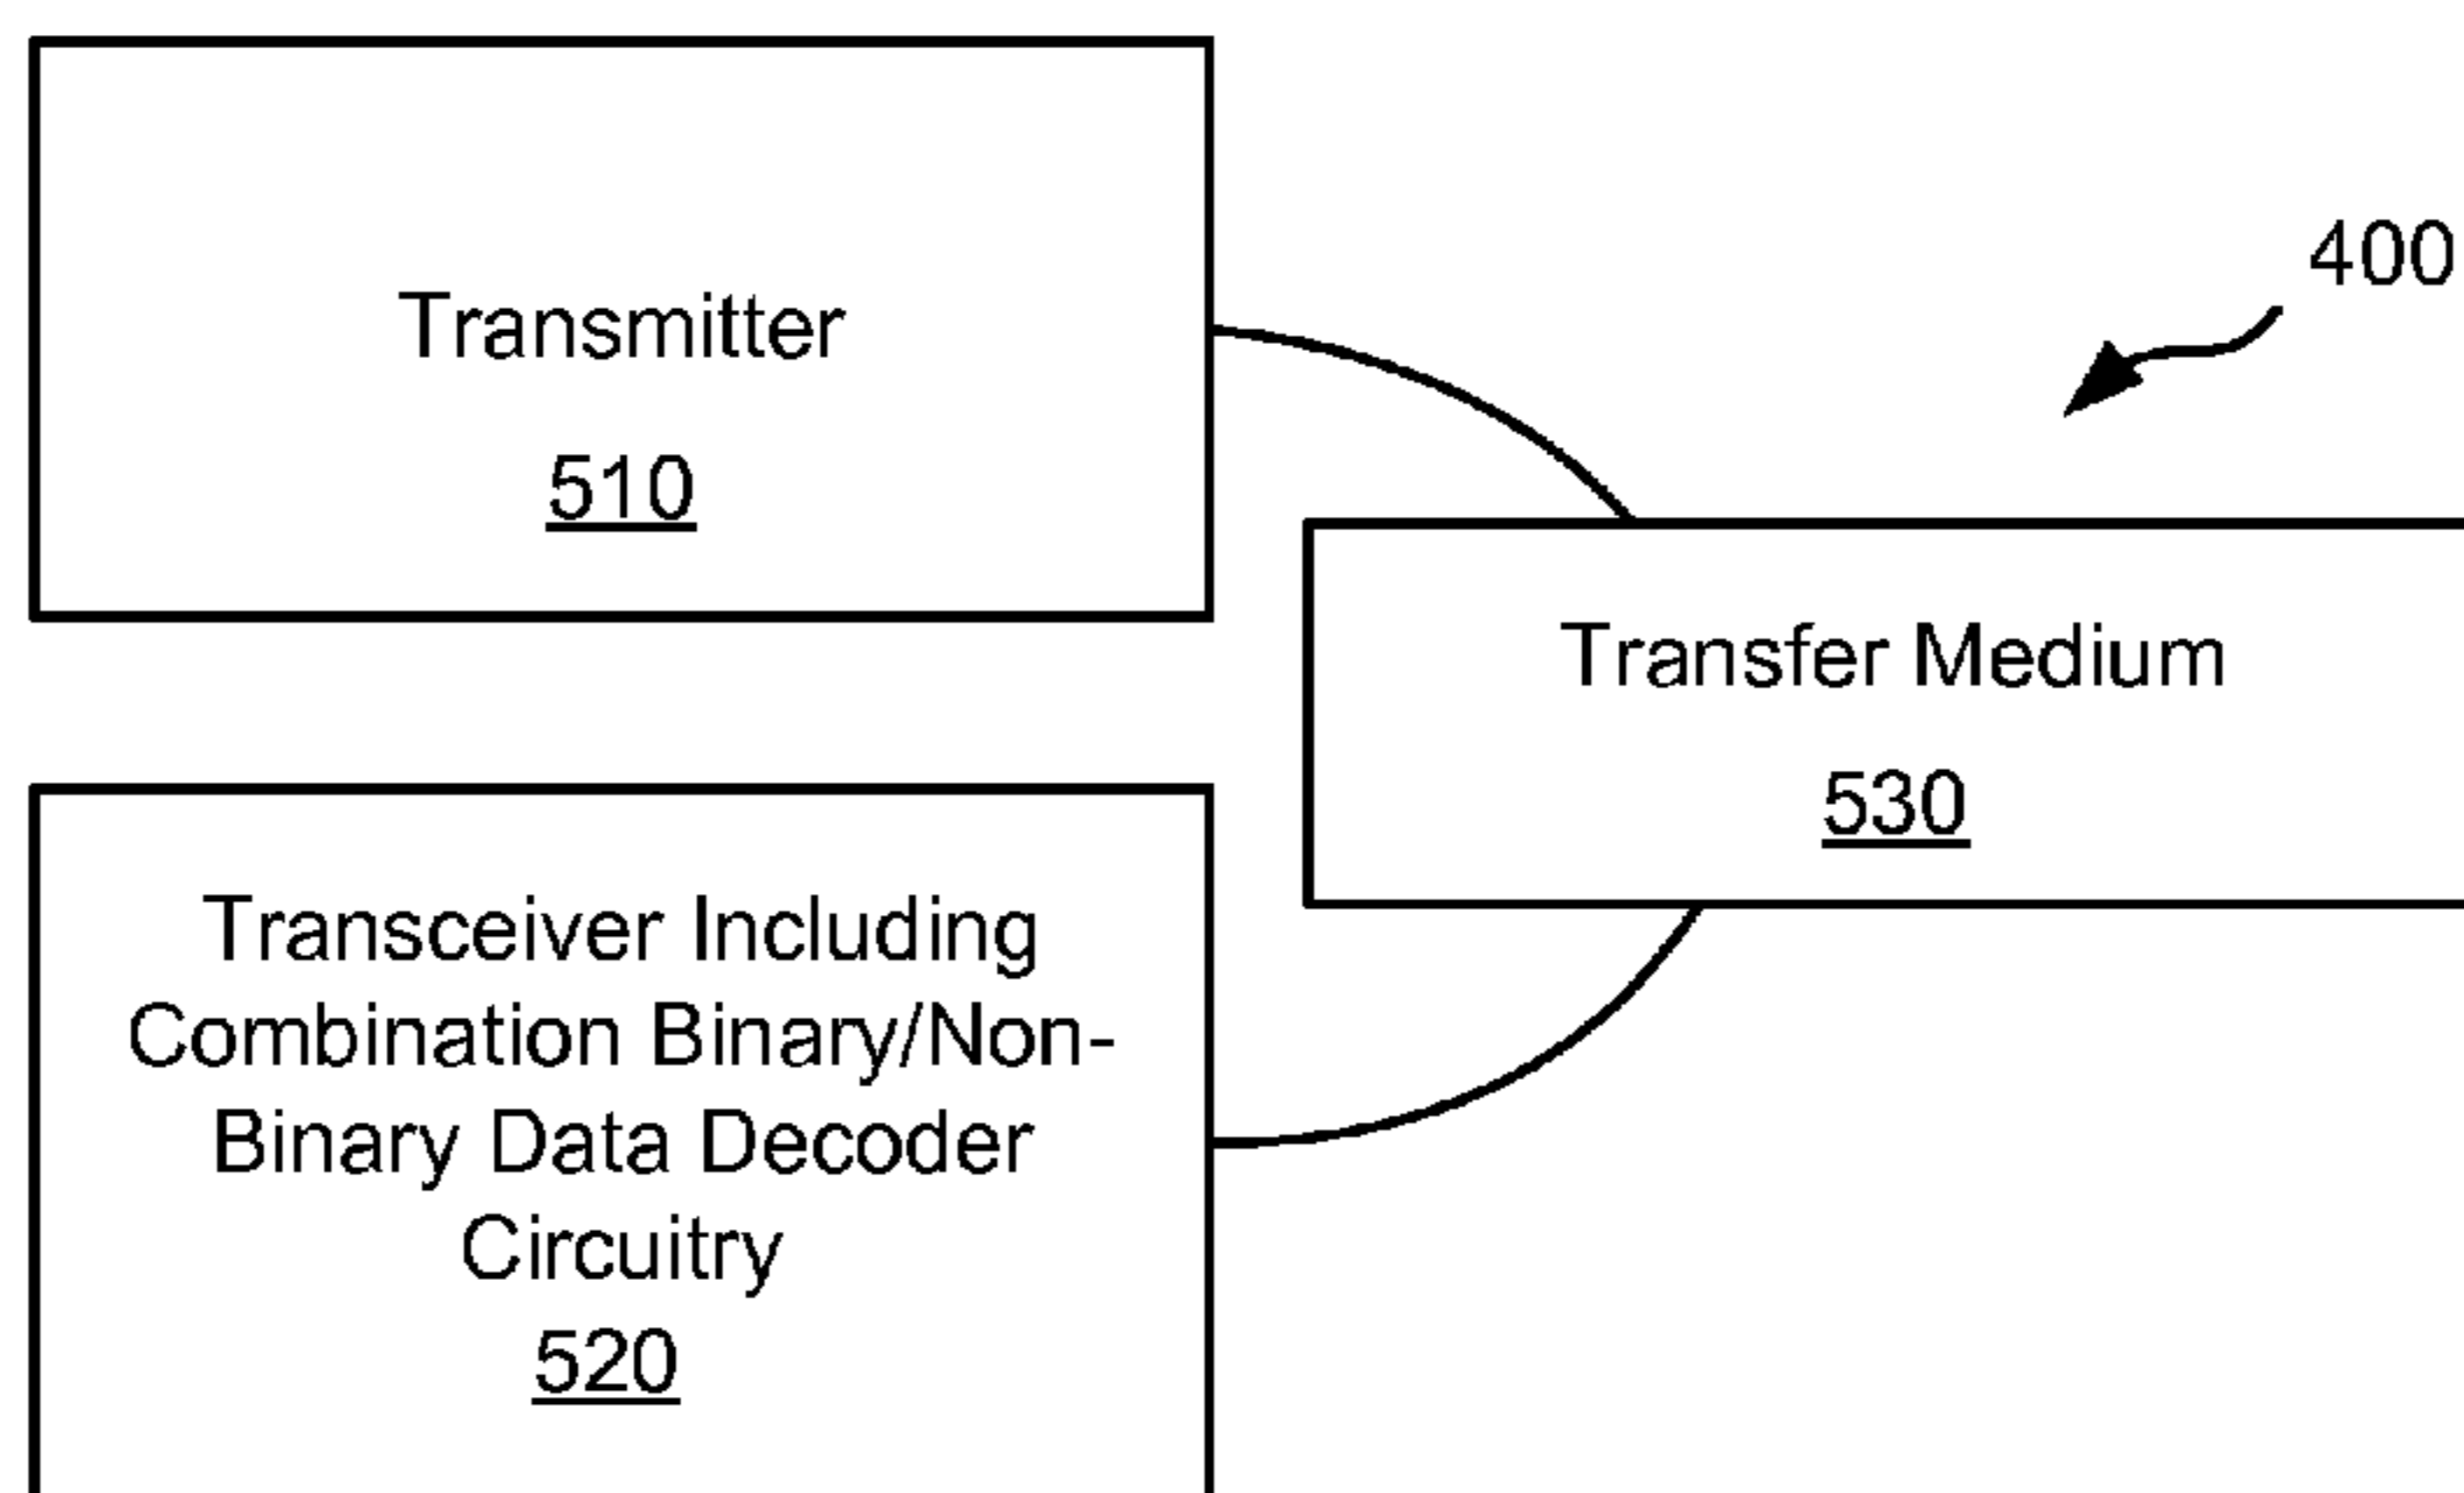 Transmitter
510
400
Transfer Medium
530
Transceiver Including
Combination Binary/Non-
Binary Data Decoder
Circuitry
520